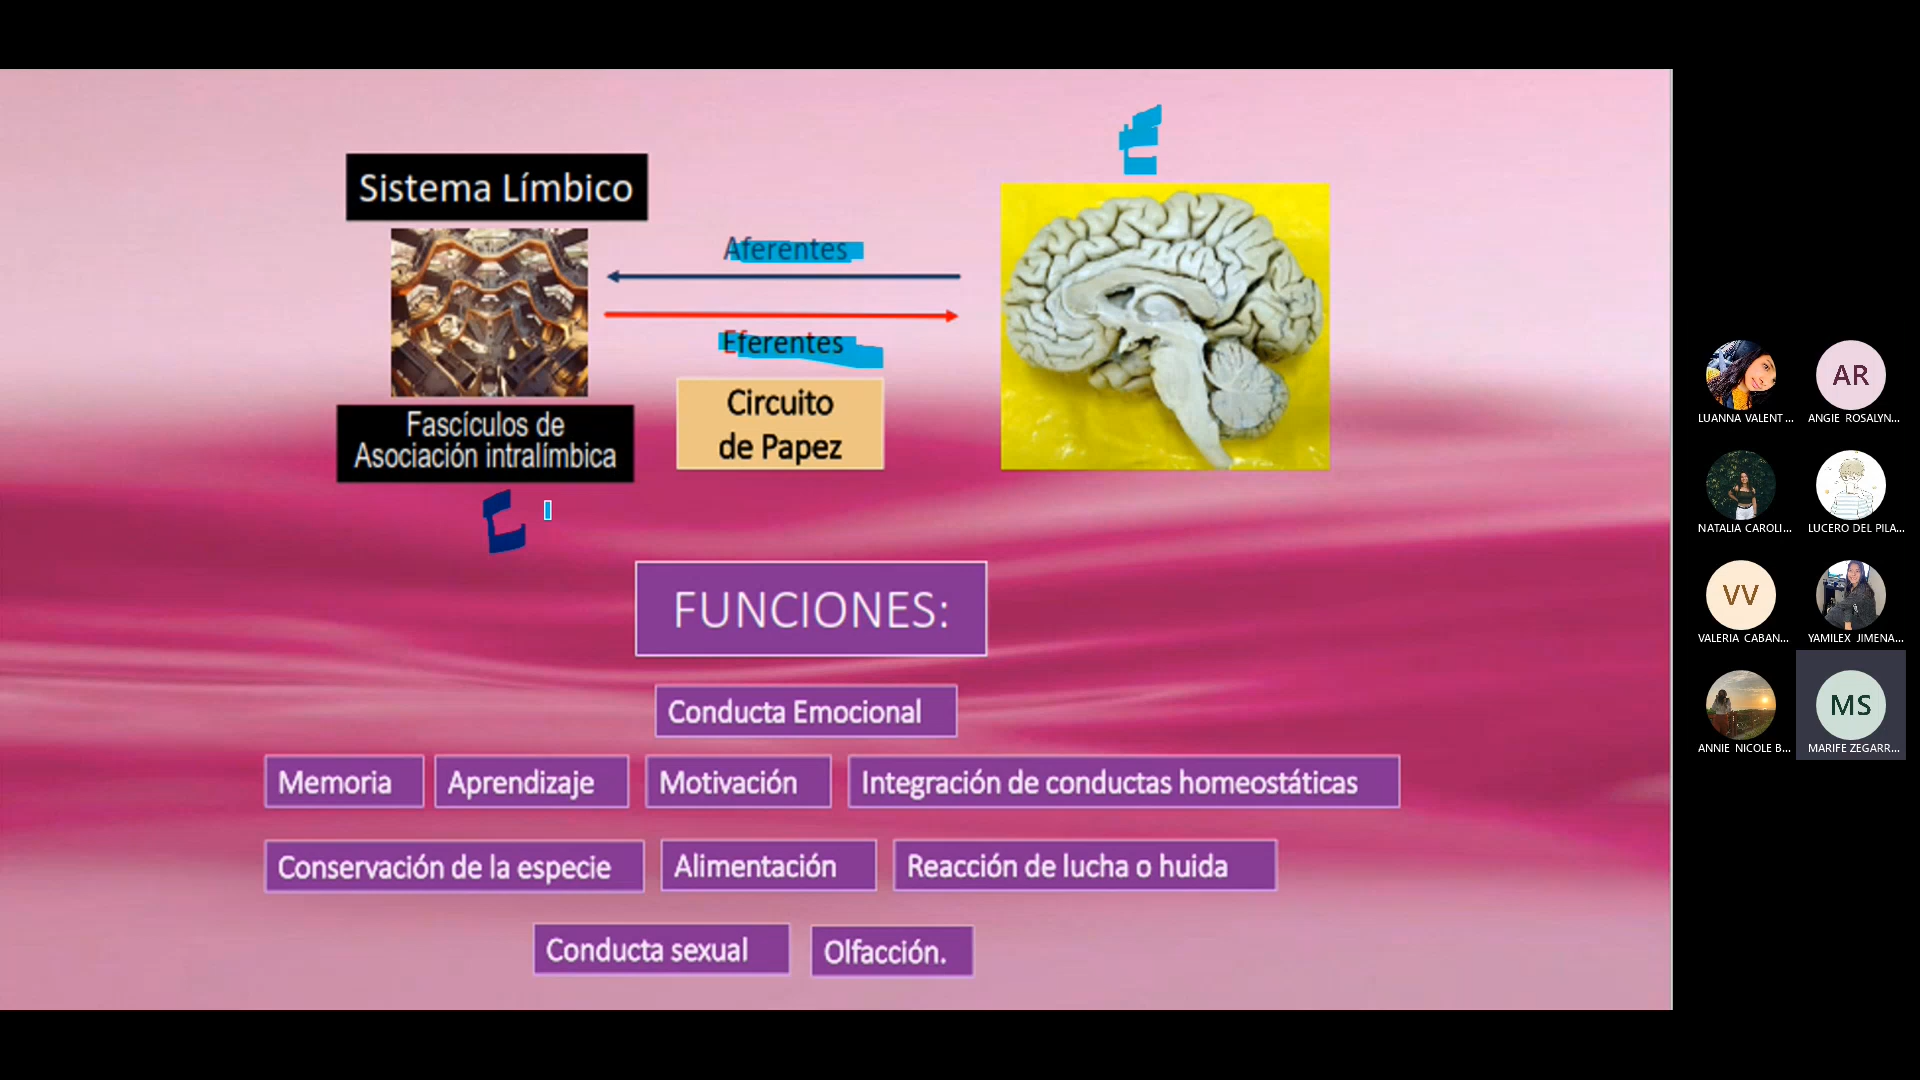 Sistema Límbico
Aferentes
Eferentes
Fascículos de
Asociación intralímbica
Circuito
de Papez
FUNCIONES:
Conducta Emocional
Memoria
Aprendizaje
Motivación
Integración de conductas homeostáticas
Conservación de la especie
Alimentación
Reacción de lucha o huida
Conducta sexual
Olfacción.
LUANNA VALENT...
AR
ANGIE ROSALYN...
NATALIA CAROLI...
LUCERO DEL PILA...
VV
VALERIA CABAN...
YAMILEX JIMENA...
ANNIE NICOLE B...
MS
MARIFE ZEGARR...